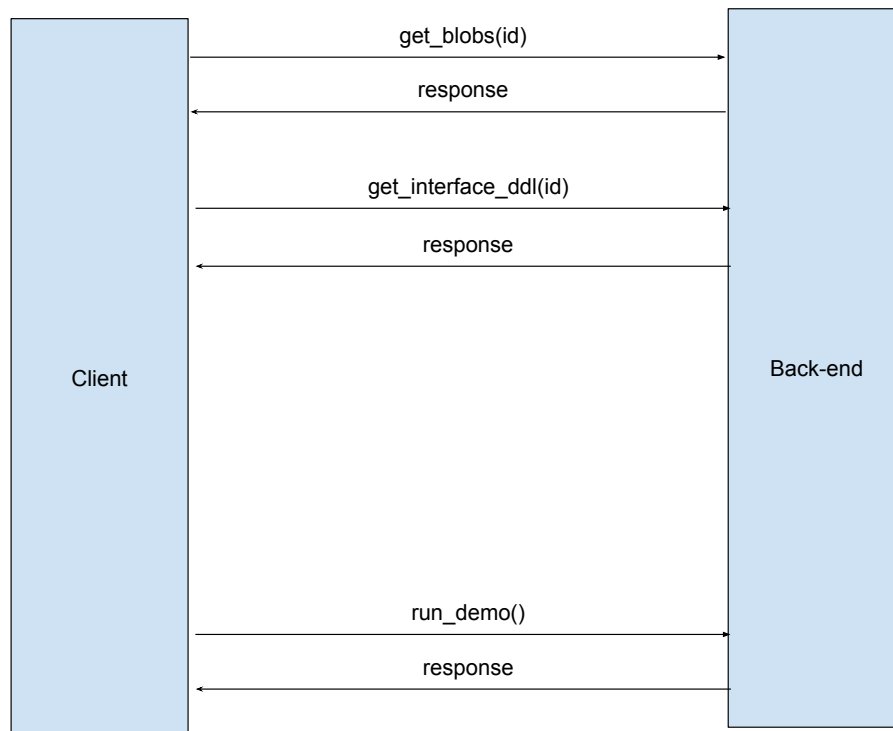 get_blobs(id)
response
get_interface_ddl(id)
response
Client
Back-end
run_demo()
response